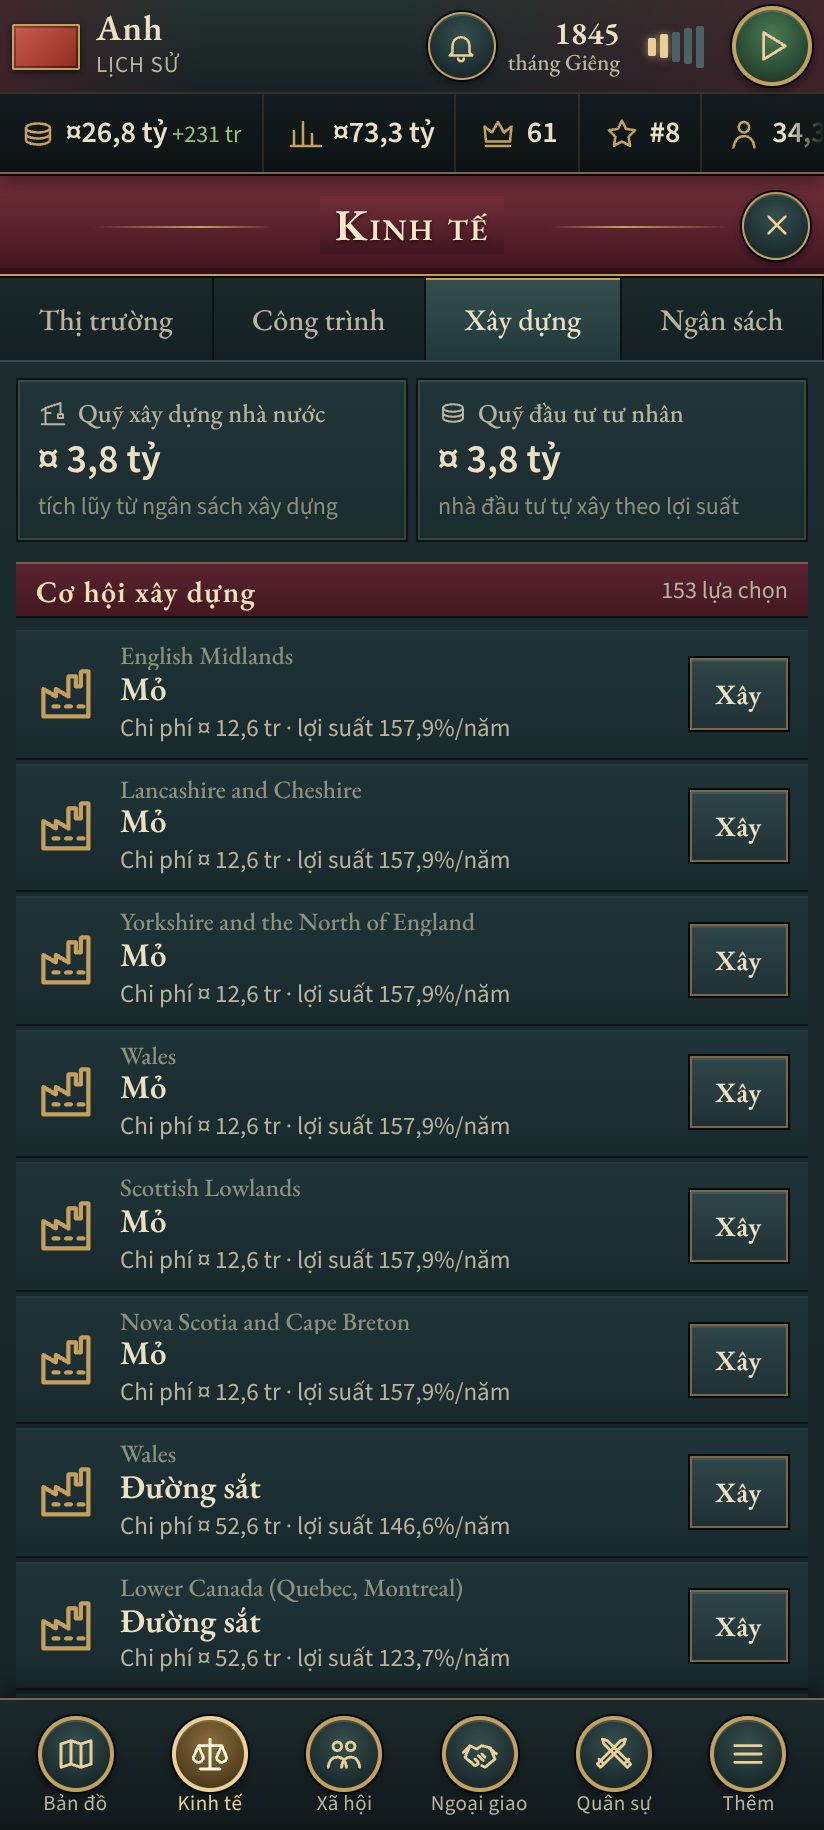 Anh
LỊCH SỬ
1845
tháng Giêng
¤26,8 tỷ +231 tr
¤73,3 tỷ
61
#8
34,3
Kinh tế
Thị trường
Công trình
Xây dựng
Ngân sách
Quỹ xây dựng nhà nước
¤ 3,8 tỷ
tích lũy từ ngân sách xây dựng
Quỹ đầu tư tư nhân
¤ 3,8 tỷ
nhà đầu tư tự xây theo lợi suất
Cơ hội xây dựng
153 lựa chọn
English Midlands
Mỏ
Chi phí ¤ 12,6 tr · lợi suất 157,9%/năm
Xây
Lancashire and Cheshire
Mỏ
Chi phí ¤ 12,6 tr · lợi suất 157,9%/năm
Xây
Yorkshire and the North of England
Mỏ
Chi phí ¤ 12,6 tr · lợi suất 157,9%/năm
Xây
Wales
Mỏ
Chi phí ¤ 12,6 tr · lợi suất 157,9%/năm
Xây
Scottish Lowlands
Mỏ
Chi phí ¤ 12,6 tr · lợi suất 157,9%/năm
Xây
Nova Scotia and Cape Breton
Mỏ
Chi phí ¤ 12,6 tr · lợi suất 157,9%/năm
Xây
Wales
Đường sắt
Chi phí ¤ 52,6 tr · lợi suất 146,6%/năm
Xây
Lower Canada (Quebec, Montreal)
Đường sắt
Chi phí ¤ 52,6 tr · lợi suất 123,7%/năm
Xây
Bản đồ
Kinh tế
Xã hội
Ngoại giao
Quân sự
Thêm